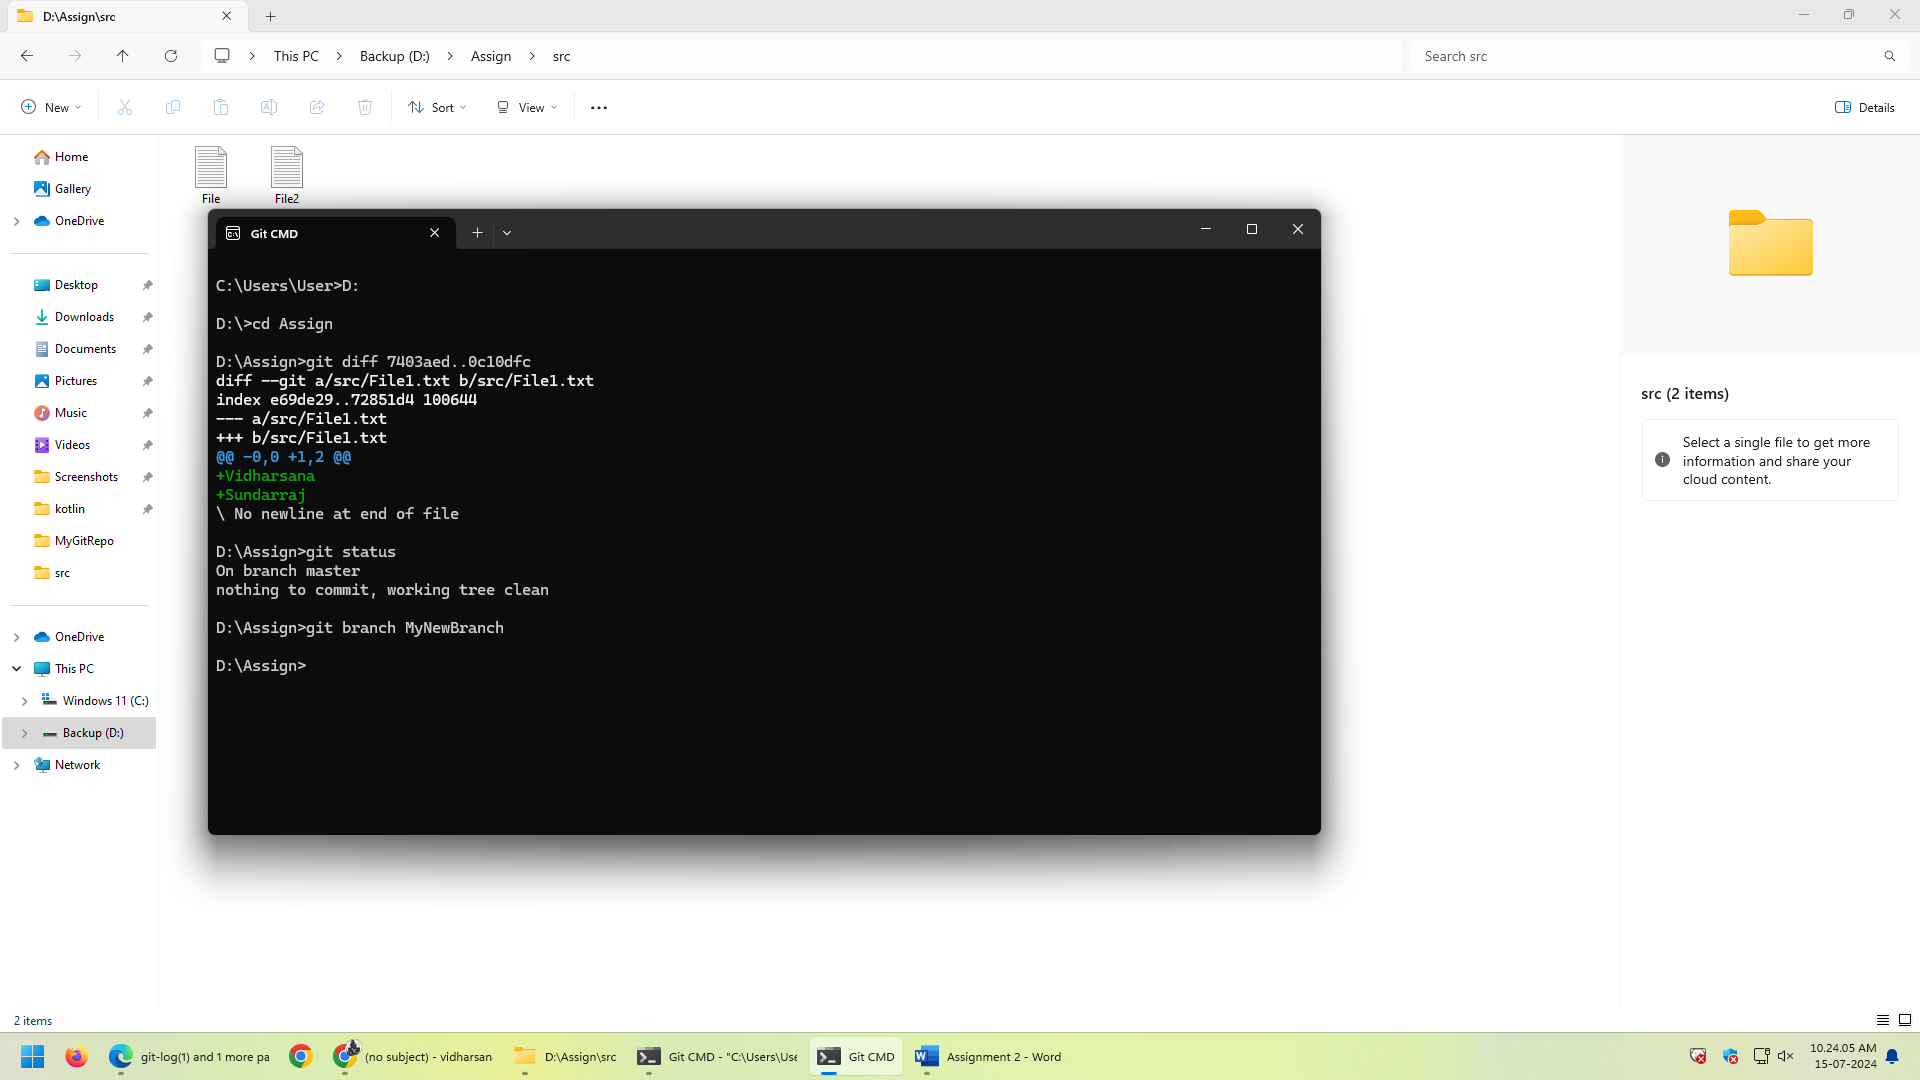 D:\Assign\src
This PC
Backup (D:)
Assign
src
Search src
New
Sort
View
Details
Home
Gallery
OneDrive
Desktop
Downloads
Documents
Pictures
Music
Videos
Screenshots
kotlin
MyGitRepo
src
OneDrive
This PC
Windows 11 (C:)
Backup (D:)
Network
File
File2
Git CMD
C:\Users\User>D:
D:\>cd Assign
D:\Assign>git diff 7403aed..0c10dfc
diff --git a/src/File1.txt b/src/File1.txt
index e69de29..72851d4 100644
--- a/src/File1.txt
+++ b/src/File1.txt
@@ -0,0 +1,2 @@
+Vidharsana
+Sundarraj
\ No newline at end of file
D:\Assign>git status
On branch master
nothing to commit, working tree clean
D:\Assign>git branch MyNewBranch
D:\Assign>
src (2 items)
Select a single file to get more
information and share your
cloud content.
2 items
git-log(1) and 1 more pa
(no subject) - vidharsan
D:\Assign\src
Git CMD - "C:\Users\Use
Git CMD
Assignment 2 - Word
10.24.05 AM
15-07-2024